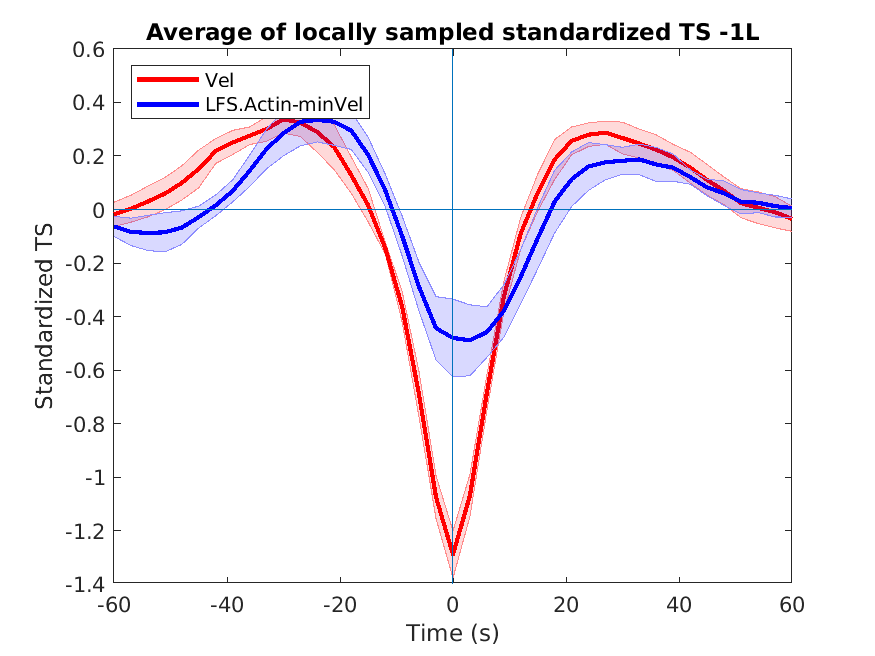 Average of locally sampled standardized TS -1L
0.6
Vel
0.4
LFS.Actin-minVel
0.2
0
-0.2
Standardized TS
-0.4
-0.6
-0.8
-1
-1.2
-1.4
-60 -40 -20 0 20 40 60
Time (s)